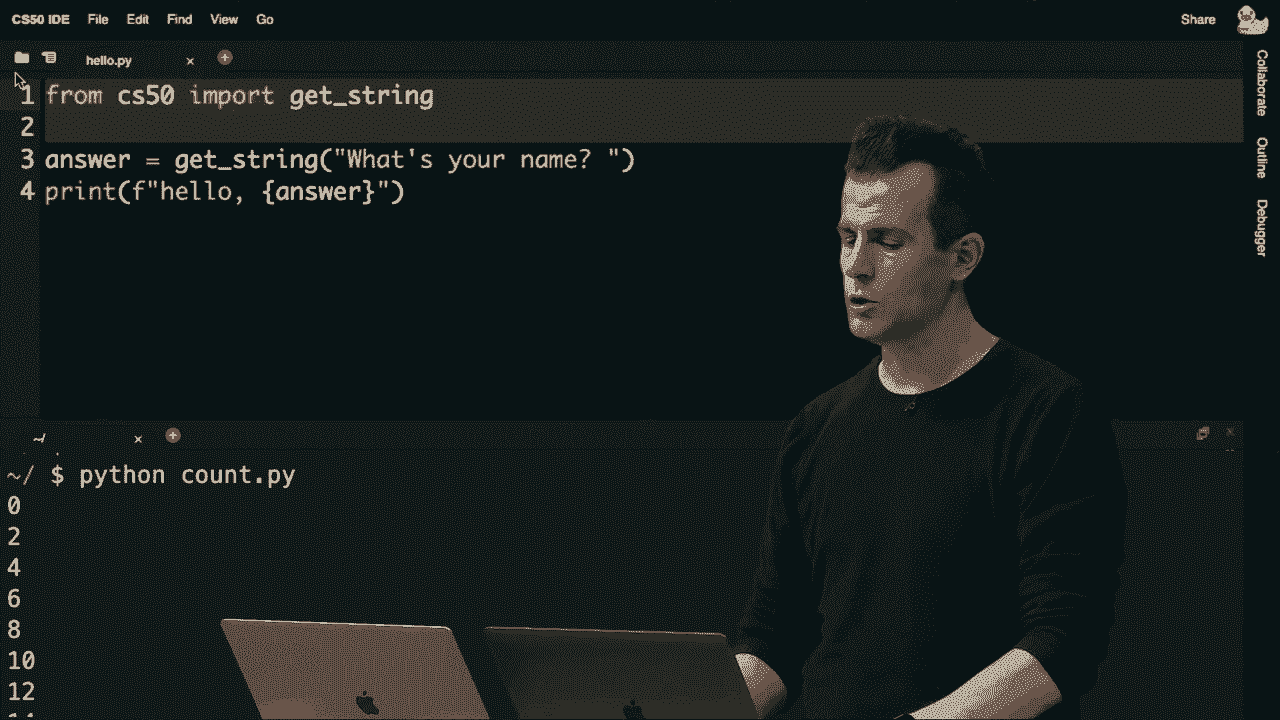 CS50 IDE File Edit Find View Go Share
hello.py × +
1 from cs50 import get_string
2
3 answer = get_string("What's your name? ")
4 print(f"hello, {answer}")
Collaborate
Outline
Debugger
~/ × +
~/ $ python count.py
0
2
4
6
8
10
12
14